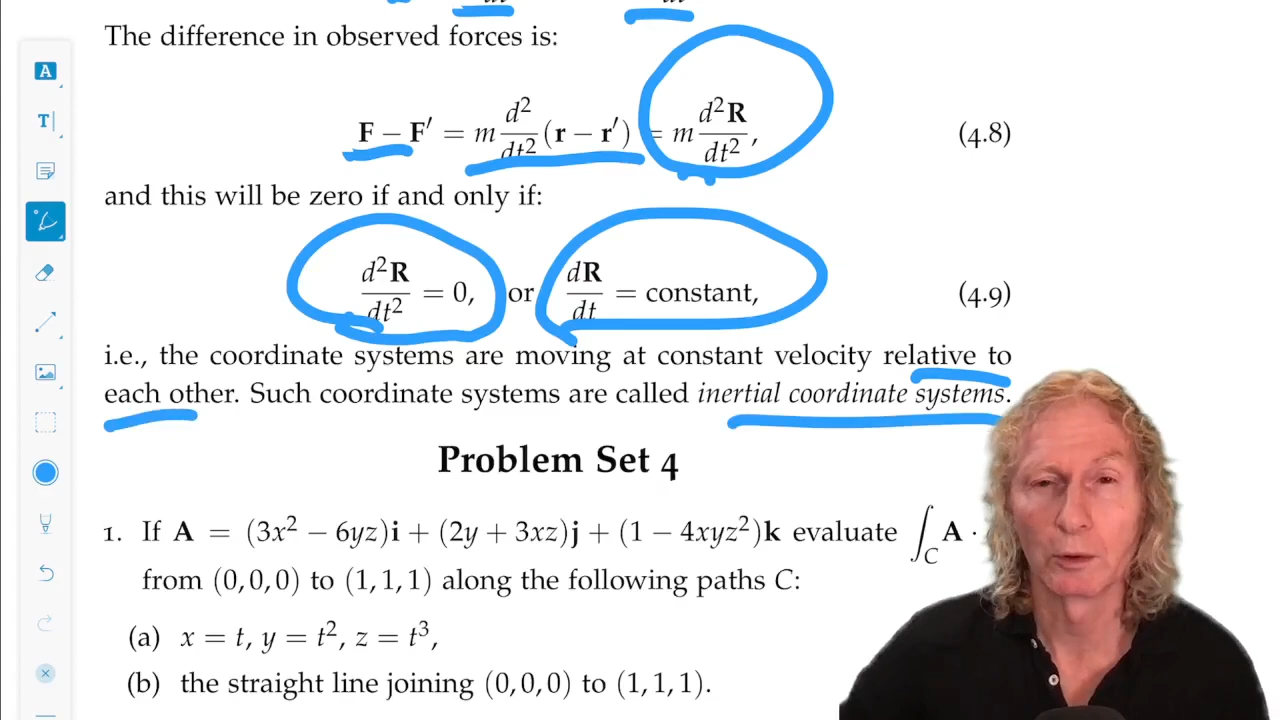 The difference in observed forces is:
F − F′ = m d²/dt² (r − r′) = m d²R/dt², (4.8)
and this will be zero if and only if:
d²R/dt² = 0, or dR/dt = constant, (4.9)
i.e., the coordinate systems are moving at constant velocity relative to
each other. Such coordinate systems are called inertial coordinate systems.
Problem Set 4
1. If A = (3x² − 6yz)i + (2y + 3xz)j + (1 − 4xyz²)k evaluate ∫_C A ·
from (0, 0, 0) to (1, 1, 1) along the following paths C:
(a) x = t, y = t², z = t³,
(b) the straight line joining (0, 0, 0) to (1, 1, 1).